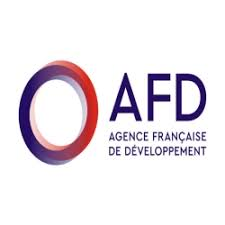 AFD
AGENCE FRANÇAISE
DE DÉVELOPPEMENT